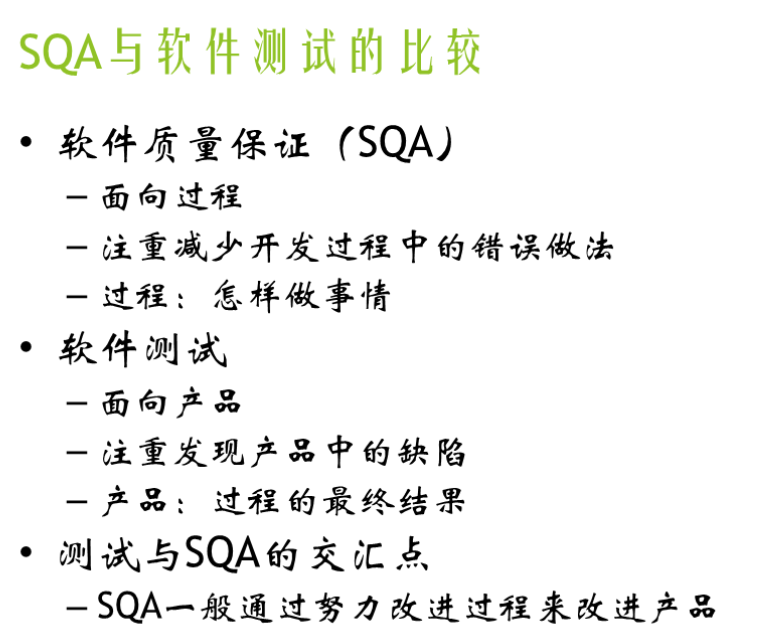 SQA与软件测试的比较
• 软件质量保证（SQA）
– 面向过程
– 注重减少开发过程中的错误做法
– 过程：怎样做事情
• 软件测试
– 面向产品
– 注重发现产品中的缺陷
– 产品：过程的最终结果
• 测试与SQA的交汇点
– SQA一般通过努力改进过程来改进产品